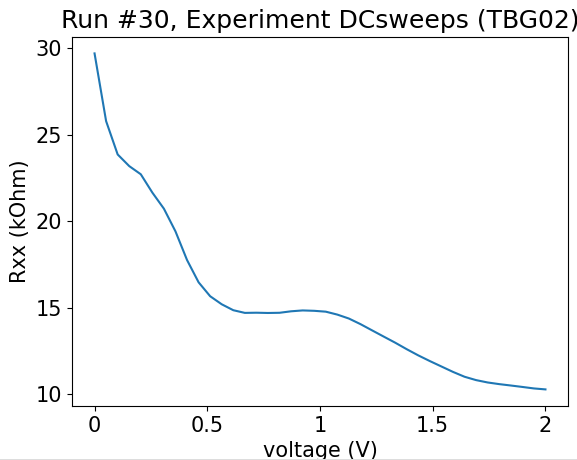 Run #30, Experiment DCsweeps (TBG02)
Rxx (kOhm)
30
25
20
15
10
0 0.5 1 1.5 2
voltage (V)